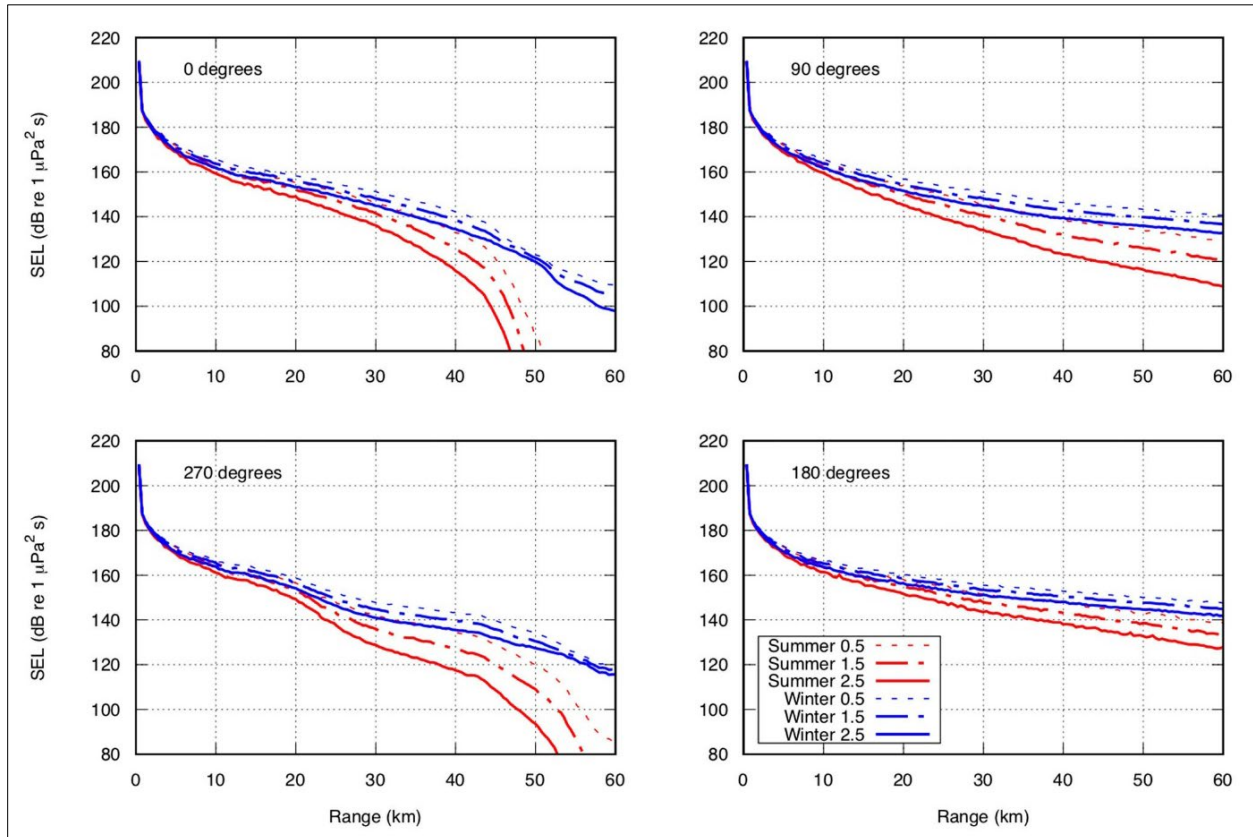 0 degrees
SEL (dB re 1 μPa² s)
220
200
180
160
140
120
100
80
0 10 20 30 40 50 60
90 degrees
220
200
180
160
140
120
100
80
0 10 20 30 40 50 60
270 degrees
SEL (dB re 1 μPa² s)
220
200
180
160
140
120
100
80
0 10 20 30 40 50 60
Range (km)
180 degrees
220
200
180
160
140
120
100
80
0 10 20 30 40 50 60
Range (km)
Summer 0.5
Summer 1.5
Summer 2.5
Winter 0.5
Winter 1.5
Winter 2.5